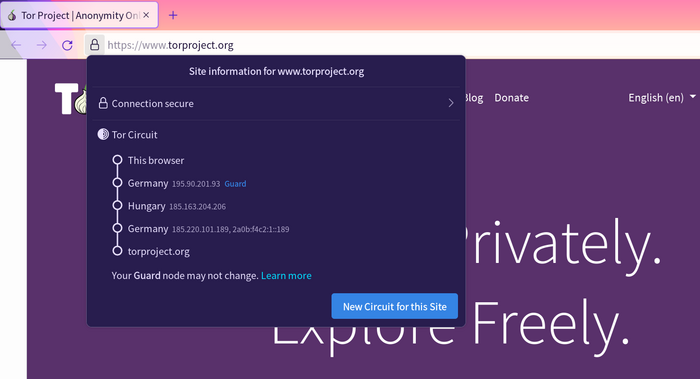 Tor Project | Anonymity Onl
https://www.torproject.org
Site information for www.torproject.org
Blog
Donate
English (en)
Connection secure
Tor Circuit
This browser
Germany 195.90.201.93 Guard
Hungary 185.163.204.206
Germany 185.220.101.189, 2a0b:f4c2:1::189
torproject.org
Your Guard node may not change. Learn more
New Circuit for this Site
Privately.
Explore Freely.